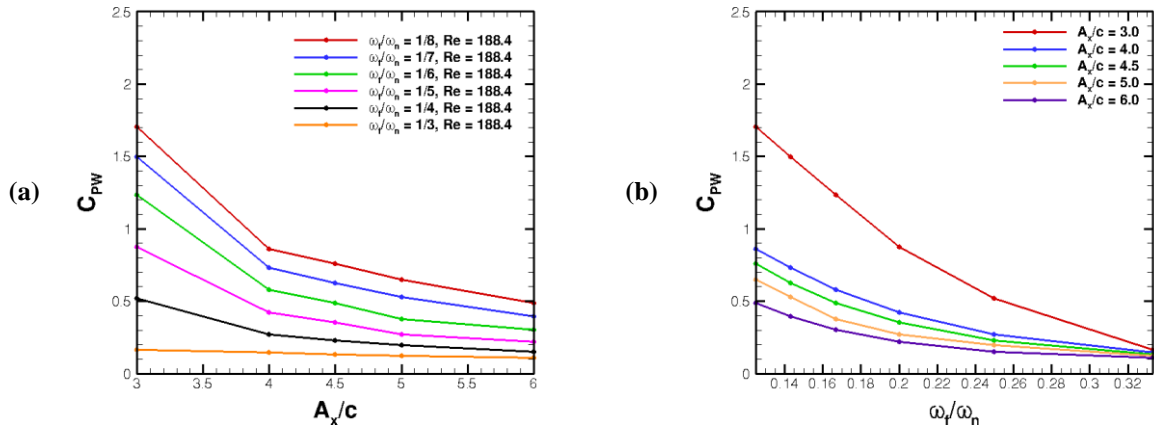 (a)
C_PW
2.5
2
1.5
1
0.5
0
3
3.5
4
4.5
5
5.5
6
A_x/c
ω_f/ω_n = 1/8, Re = 188.4
ω_f/ω_n = 1/7, Re = 188.4
ω_f/ω_n = 1/6, Re = 188.4
ω_f/ω_n = 1/5, Re = 188.4
ω_f/ω_n = 1/4, Re = 188.4
ω_f/ω_n = 1/3, Re = 188.4
(b)
C_PW
2.5
2
1.5
1
0.5
0
0.14
0.16
0.18
0.2
0.22
0.24
0.26
0.28
0.3
0.32
ω_f/ω_n
A_x/c = 3.0
A_x/c = 4.0
A_x/c = 4.5
A_x/c = 5.0
A_x/c = 6.0